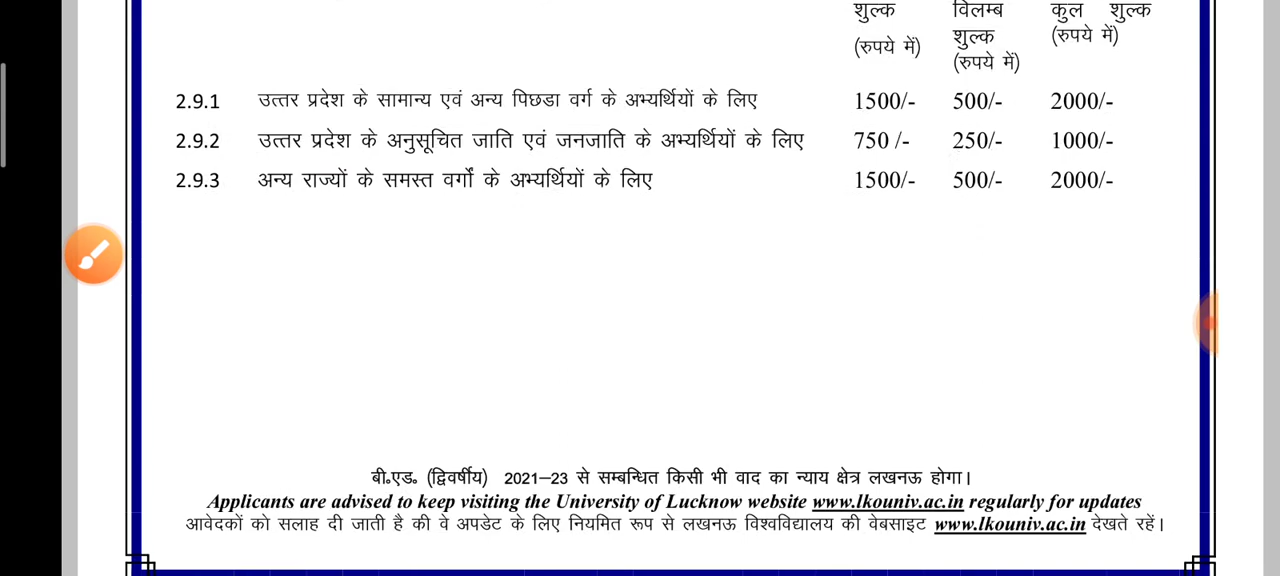 शुल्क विलम्ब कुल शुल्क
(रुपये में) शुल्क (रुपये में)
(रुपये में)
2.9.1 उत्तर प्रदेश के सामान्य एवं अन्य पिछडा वर्ग के अभ्यर्थियों के लिए 1500/- 500/- 2000/-
2.9.2 उत्तर प्रदेश के अनुसूचित जाति एवं जनजाति के अभ्यर्थियों के लिए 750 /- 250/- 1000/-
2.9.3 अन्य राज्यों के समस्त वर्गों के अभ्यर्थियों के लिए 1500/- 500/- 2000/-
बी०एड० (द्विवर्षीय) 2021–23 से सम्बन्धित किसी भी वाद का न्याय क्षेत्र लखनऊ होगा।
Applicants are advised to keep visiting the University of Lucknow website www.lkouniv.ac.in regularly for updates
आवेदकों को सलाह दी जाती है की वे अपडेट के लिए नियमित रूप से लखनऊ विश्वविद्यालय की वेबसाइट www.lkouniv.ac.in देखते रहें।